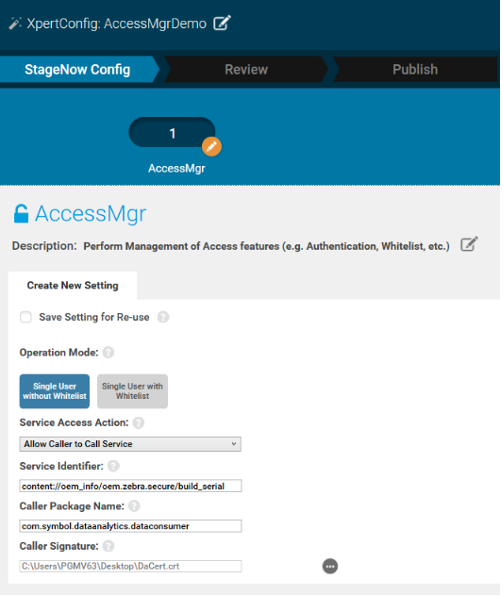 XpertConfig: AccessMgrDemo
StageNow Config
Review
Publish
1
AccessMgr
AccessMgr
Description: Perform Management of Access features (e.g. Authentication, Whitelist, etc.)
Create New Setting
Save Setting for Re-use ?
Operation Mode: ?
Single User
without Whitelist
Single User with
Whitelist
Service Access Action: ?
Allow Caller to Call Service
Service Identifier: ?
content://oem_info/oem.zebra.secure/build_serial
Caller Package Name: ?
com.symbol.dataanalytics.dataconsumer
Caller Signature: ?
C:\Users\PGMV63\Desktop\DaCert.crt